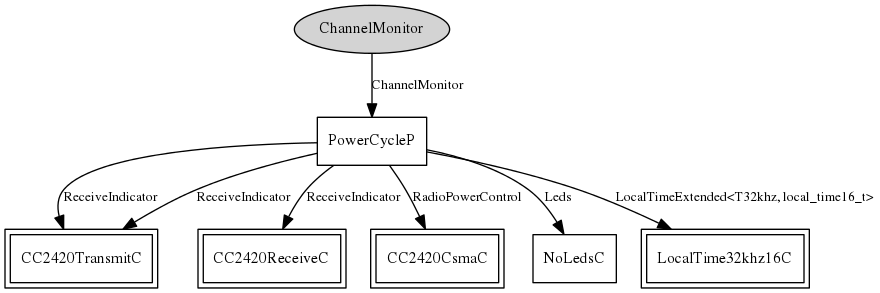 ChannelMonitor
ChannelMonitor
PowerCycleP
ReceiveIndicator
ReceiveIndicator
ReceiveIndicator
RadioPowerControl
Leds
LocalTimeExtended<T32khz, local_time16_t>
CC2420TransmitC
CC2420ReceiveC
CC2420CsmaC
NoLedsC
LocalTime32khz16C